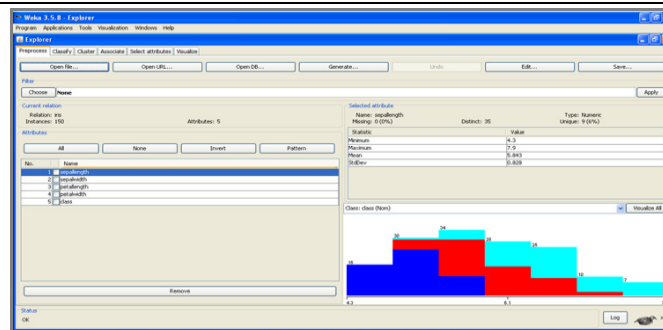 Weka 3.5.8 - Explorer
Program Applications Tools Visualization Windows Help
Explorer
Preprocess Classify Cluster Associate Select attributes Visualize
Open file... Open URL... Open DB... Generate... Undo Edit... Save...
Filter
Choose None Apply
Current relation
Relation: iris
Instances: 150 Attributes: 5
Attributes
All None Invert Pattern
No. Name
1 sepallength
2 sepalwidth
3 petallength
4 petalwidth
5 class
Remove
Selected attribute
Name: sepallength Type: Numeric
Missing: 0 (0%) Distinct: 35 Unique: 9 (6%)
Statistic Value
Minimum 4.3
Maximum 7.9
Mean 5.843
StdDev 0.828
Class: class (Nom) Visualize All
34
30
28
25
16
10
7
4.3 6.1
Status
OK Log